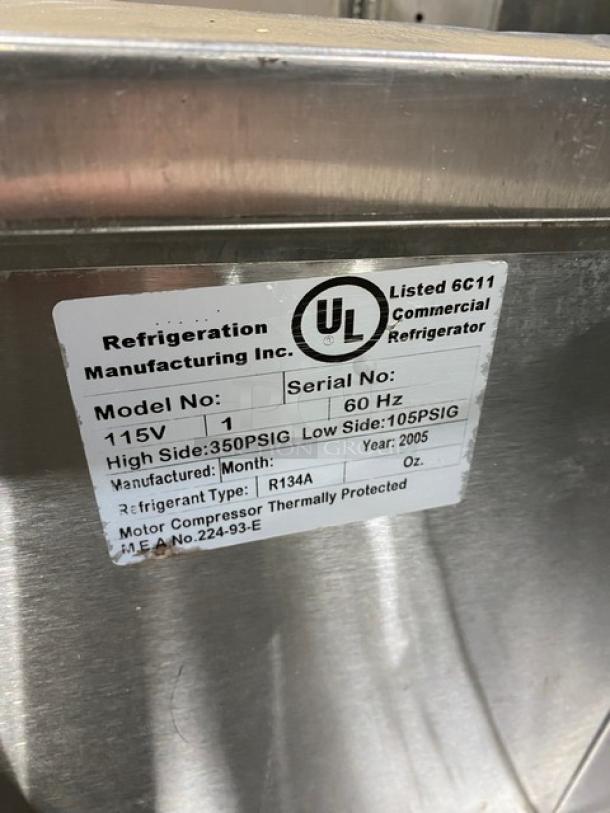 Refrigeration
Manufacturing Inc.
UL
Listed 6C11
Commercial
Refrigerator
Model No:
Serial No:
115V 1 60 Hz
High Side:350PSIG Low Side:105PSIG
Manufactured: Month: Year: 2005
Refrigerant Type: R134A Oz.
Motor Compressor Thermally Protected
M.E.A No.224-93-E